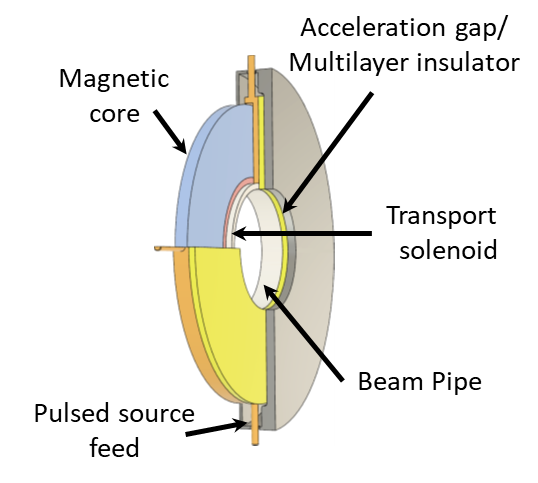 Acceleration gap/
Multilayer insulator
Magnetic
core
Transport
solenoid
Beam Pipe
Pulsed source
feed